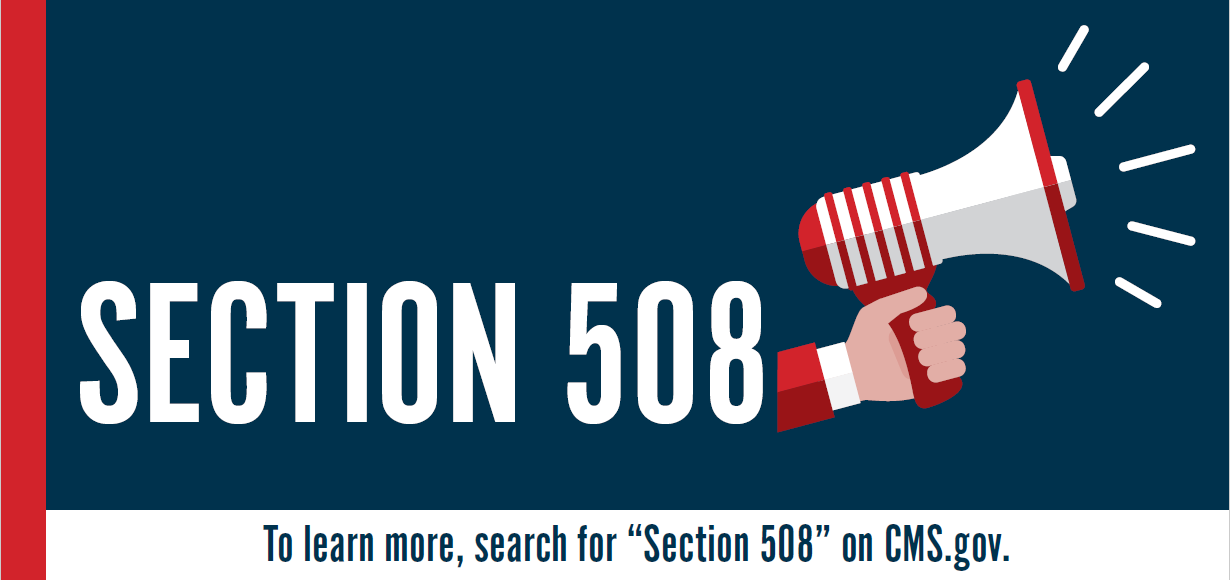 SECTION 508
To learn more, search for “Section 508” on CMS.gov.